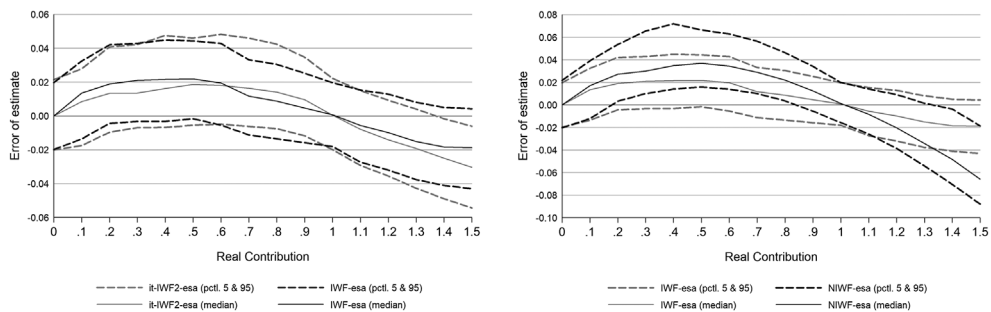 0.06
0.04
0.02
0.00
-0.02
-0.04
-0.06
Error of estimate
0 .1 .2 .3 .4 .5 .6 .7 .8 .9 1 1.1 1.2 1.3 1.4 1.5
Real Contribution
it-IWF2-esa (pctl. 5 & 95) IWF-esa (pctl. 5 & 95)
it-IWF2-esa (median) IWF-esa (median)
0.08
0.06
0.04
0.02
0.00
-0.02
-0.04
-0.06
-0.08
-0.10
Error of estimate
0 .1 .2 .3 .4 .5 .6 .7 .8 .9 1 1.1 1.2 1.3 1.4 1.5
Real Contribution
IWF-esa (pctl. 5 & 95) NIWF-esa (pctl. 5 & 95)
IWF-esa (median) NIWF-esa (median)